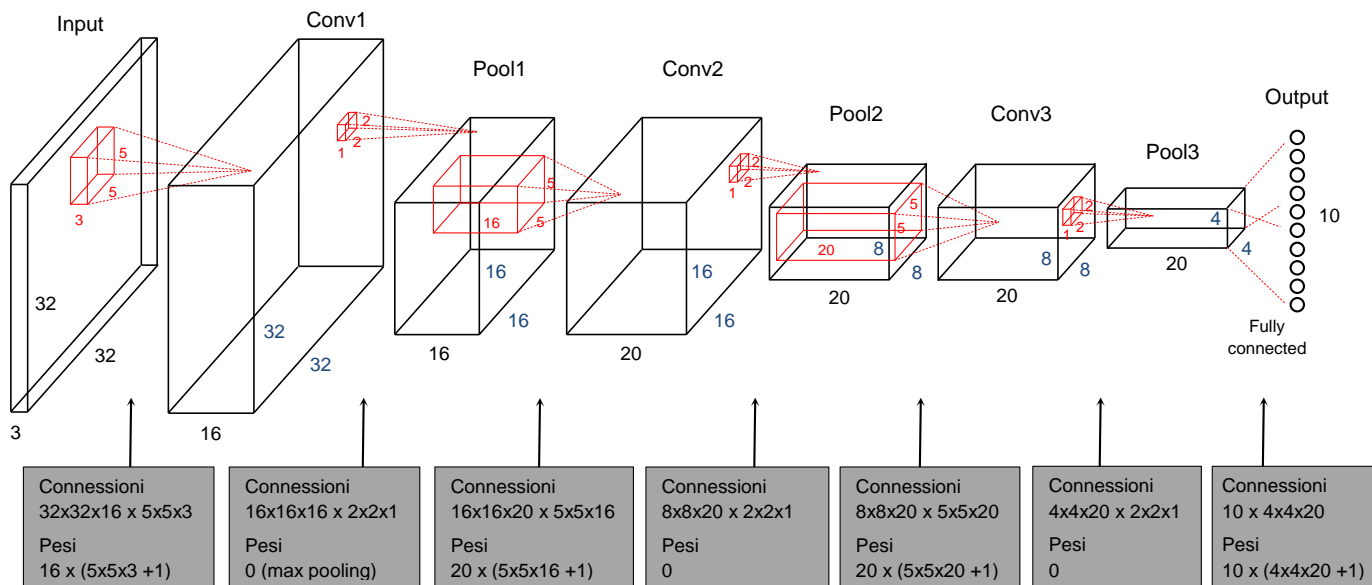 Input
Conv1
Pool1
Conv2
Pool2
Conv3
Pool3
Output
5
5
3
32
32
3
2
2
1
32
32
16
5
5
16
16
16
16
2
2
1
16
16
20
5
5
20
8
8
20
2
2
1
8
8
20
4
4
20
10
Fully
connected
Connessioni
32x32x16 x 5x5x3
Pesi
16 x (5x5x3 +1)
Connessioni
16x16x16 x 2x2x1
Pesi
0 (max pooling)
Connessioni
16x16x20 x 5x5x16
Pesi
20 x (5x5x16 +1)
Connessioni
8x8x20 x 2x2x1
Pesi
0
Connessioni
8x8x20 x 5x5x20
Pesi
20 x (5x5x20 +1)
Connessioni
4x4x20 x 2x2x1
Pesi
0
Connessioni
10 x 4x4x20
Pesi
10 x (4x4x20 +1)